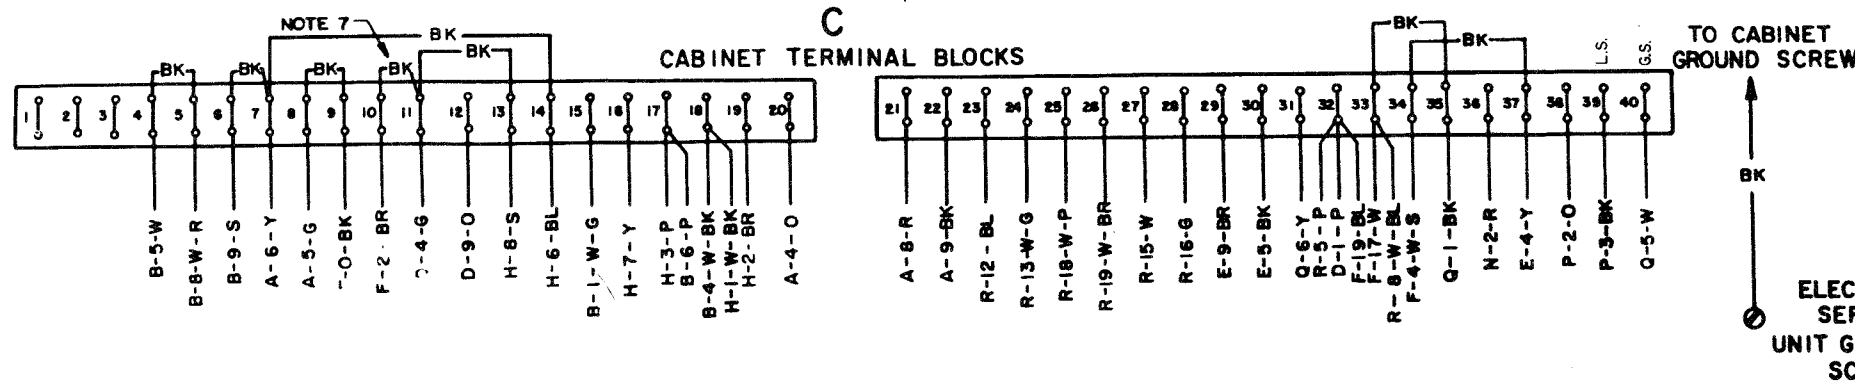 C
CABINET TERMINAL BLOCKS
NOTE 7
BK
BK
BK
BK
BK
BK
BK
BK
L.S.
G.S.
TO CABINET
GROUND SCREW
1 2 3 4 5 6 7 8 9 10 11 12 13 14 15 16 17 18 19 20
21 22 23 24 25 26 27 28 29 30 31 32 33 34 35 36 37 38 39 40
BK
B-5-W
B-8-W-R
B-9-S
A-6-Y
A-5-G
-0-BK
F-2-BR
-4-G
D-9-O
H-8-S
H-6-BL
B-1-W-G
H-7-Y
H-3-P
B-6-P
B-4-W-BK
H-1-W-BK
H-2-BR
A-4-O
A-8-R
A-9-BK
R-12-BL
R-13-W-G
R-18-W-P
R-19-W-BR
R-15-W
R-16-G
E-9-BR
E-5-BK
Q-6-Y
R-5-P
D-1-P
F-19-BL
F-17-W
R-8-W-BL
F-4-W-S
Q-1-BK
N-2-R
E-4-Y
P-2-O
P-3-BK
Q-5-W
ELEC
SER
UNIT G
SC